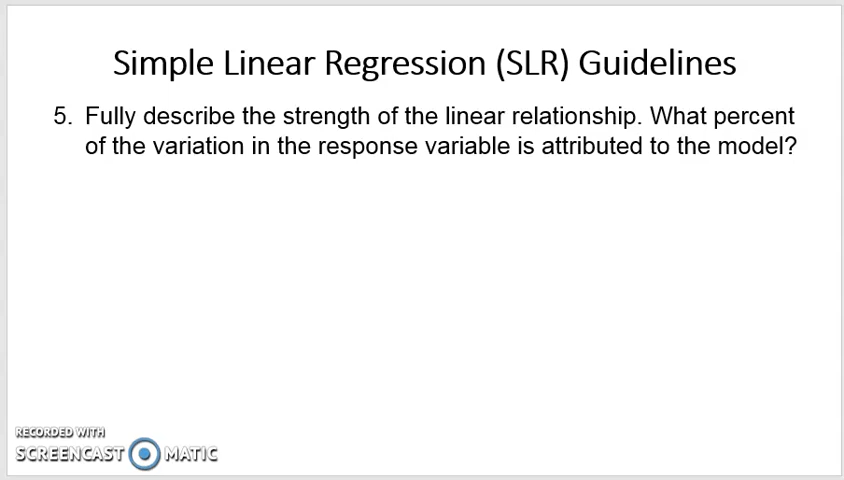 Simple Linear Regression (SLR) Guidelines
5. Fully describe the strength of the linear relationship. What percent
of the variation in the response variable is attributed to the model?
RECORDED WITH
SCREENCAST MATIC